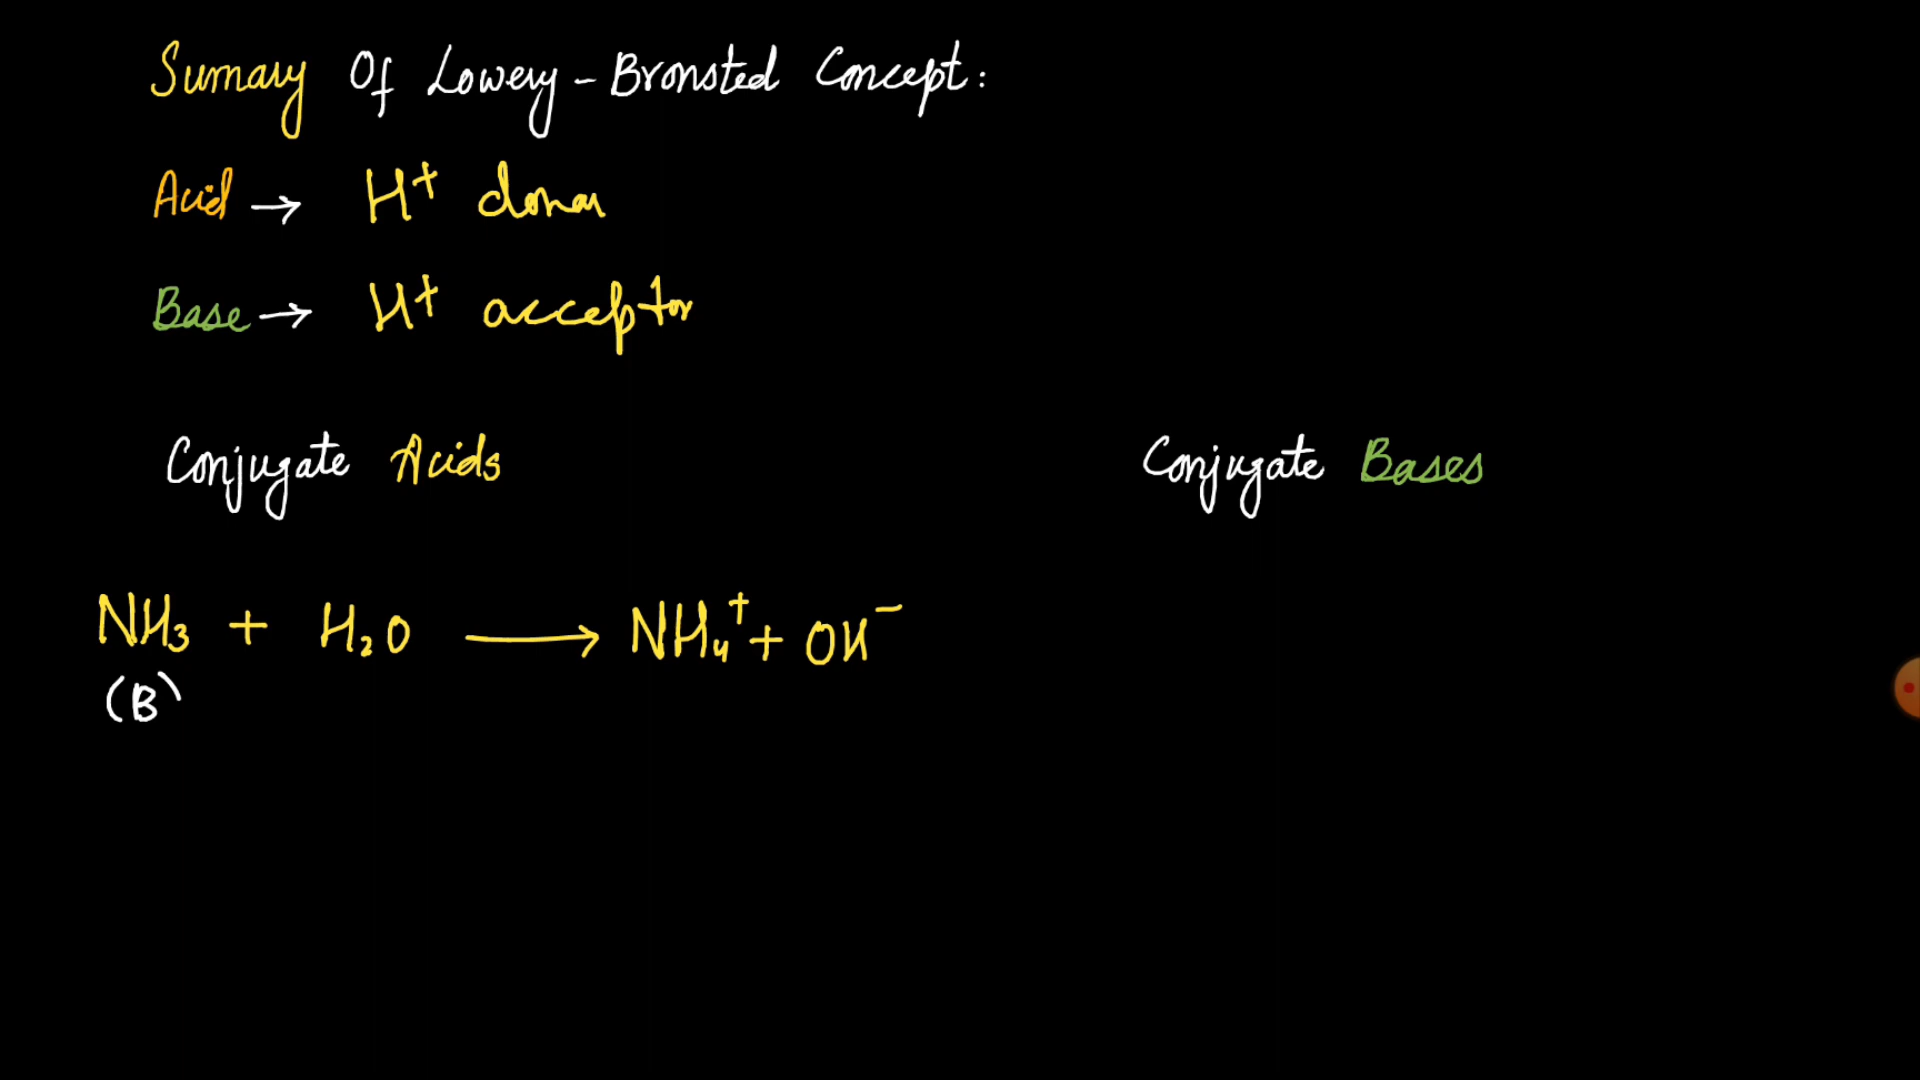 Sumary Of Lowery-Bronsted Concept:
Acid → H⁺ donar
Base → H⁺ acceptor
Conjugate Acids
Conjugate Bases
NH₃ + H₂O ⟶ NH₄⁺ + OH⁻
(B)